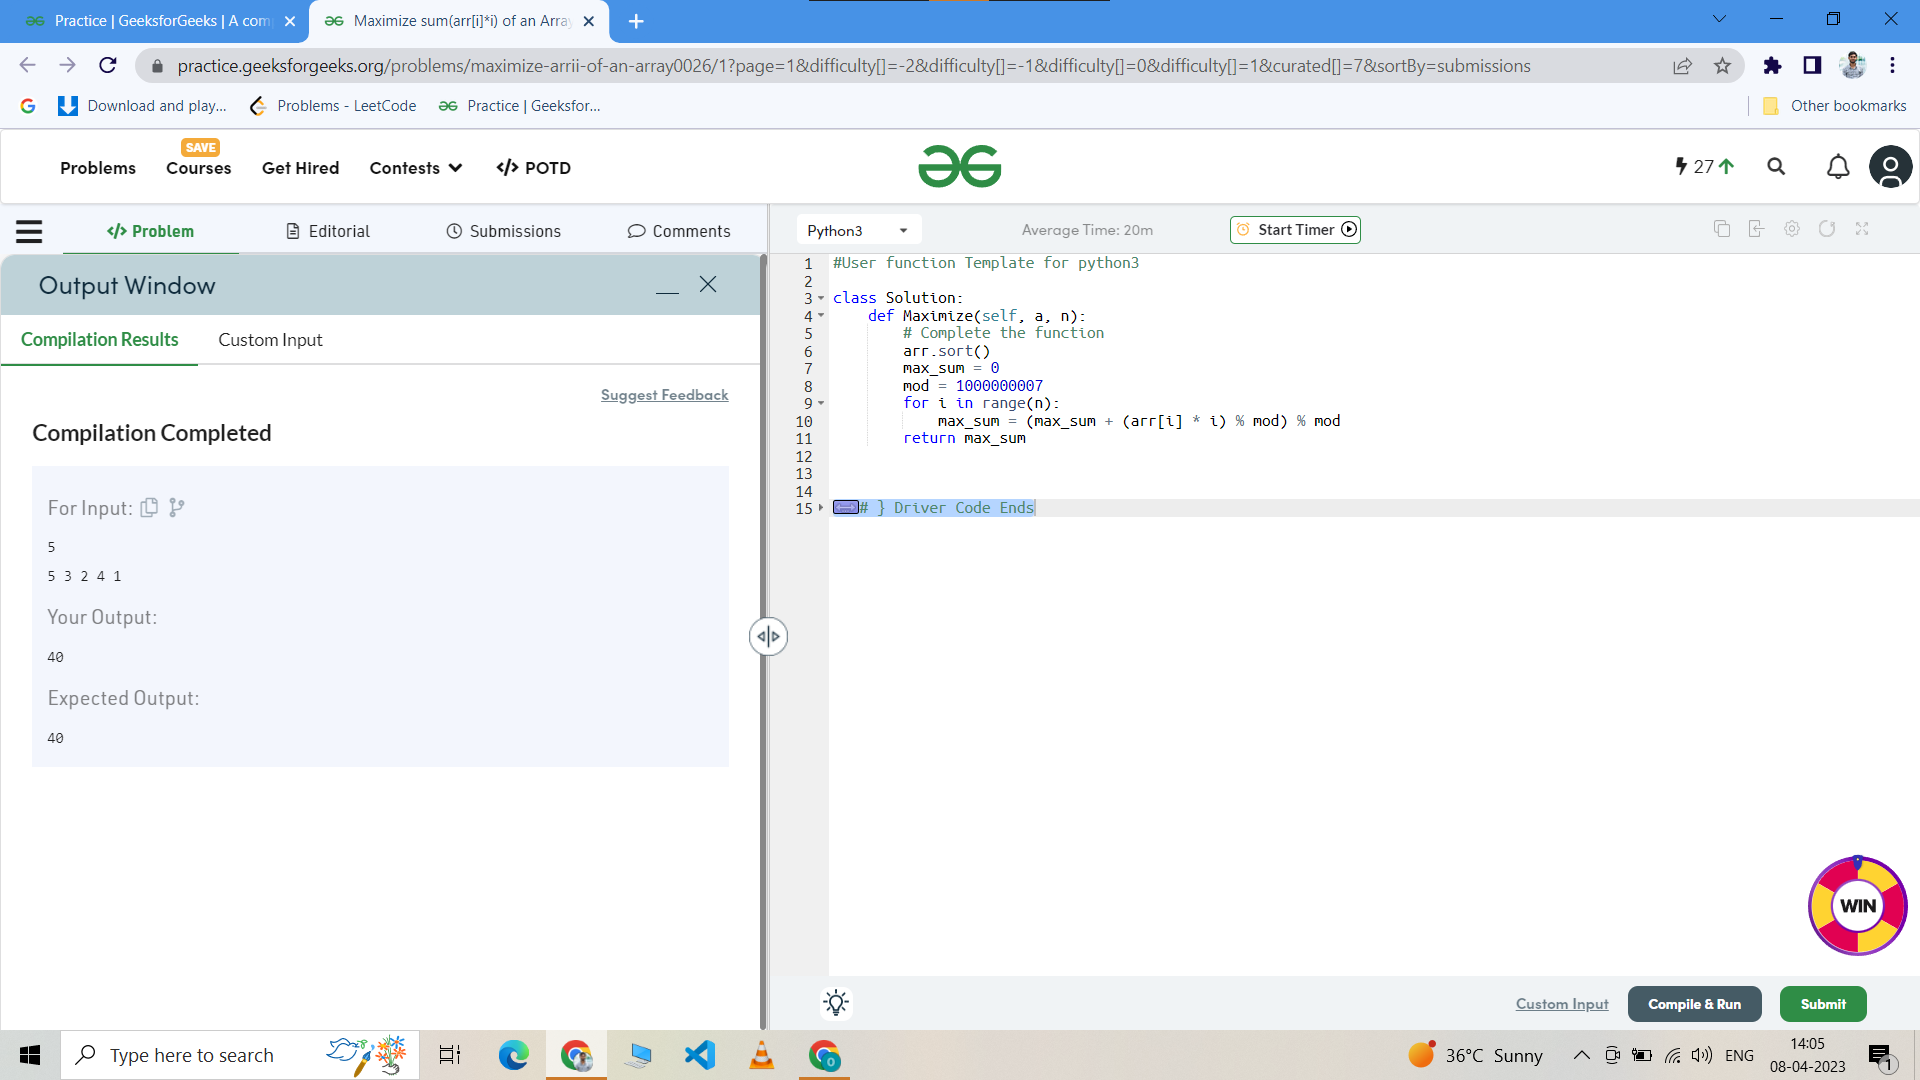 Practice | GeeksforGeeks | A com
Maximize sum(arr[i]*i) of an Array
practice.geeksforgeeks.org/problems/maximize-arrii-of-an-array0026/1?page=1&difficulty[]=-2&difficulty[]=-1&difficulty[]=0&difficulty[]=1&curated[]=7&sortBy=submissions
Download and play...
Problems - LeetCode
Practice | Geeksfor...
Other bookmarks
Problems
SAVE
Courses
Get Hired
Contests
</> POTD
27
</> Problem
Editorial
Submissions
Comments
Python3
Average Time: 20m
Start Timer
Output Window
Compilation Results
Custom Input
Suggest Feedback
Compilation Completed
For Input:
5
5 3 2 4 1
Your Output:
40
Expected Output:
40
1 #User function Template for python3
2
3 class Solution:
4 def Maximize(self, a, n):
5 # Complete the function
6 arr.sort()
7 max_sum = 0
8 mod = 1000000007
9 for i in range(n):
10 max_sum = (max_sum + (arr[i] * i) % mod) % mod
11 return max_sum
12
13
14
15 # } Driver Code Ends
WIN
Custom Input
Compile & Run
Submit
Type here to search
36°C Sunny
ENG
14:05
08-04-2023
1